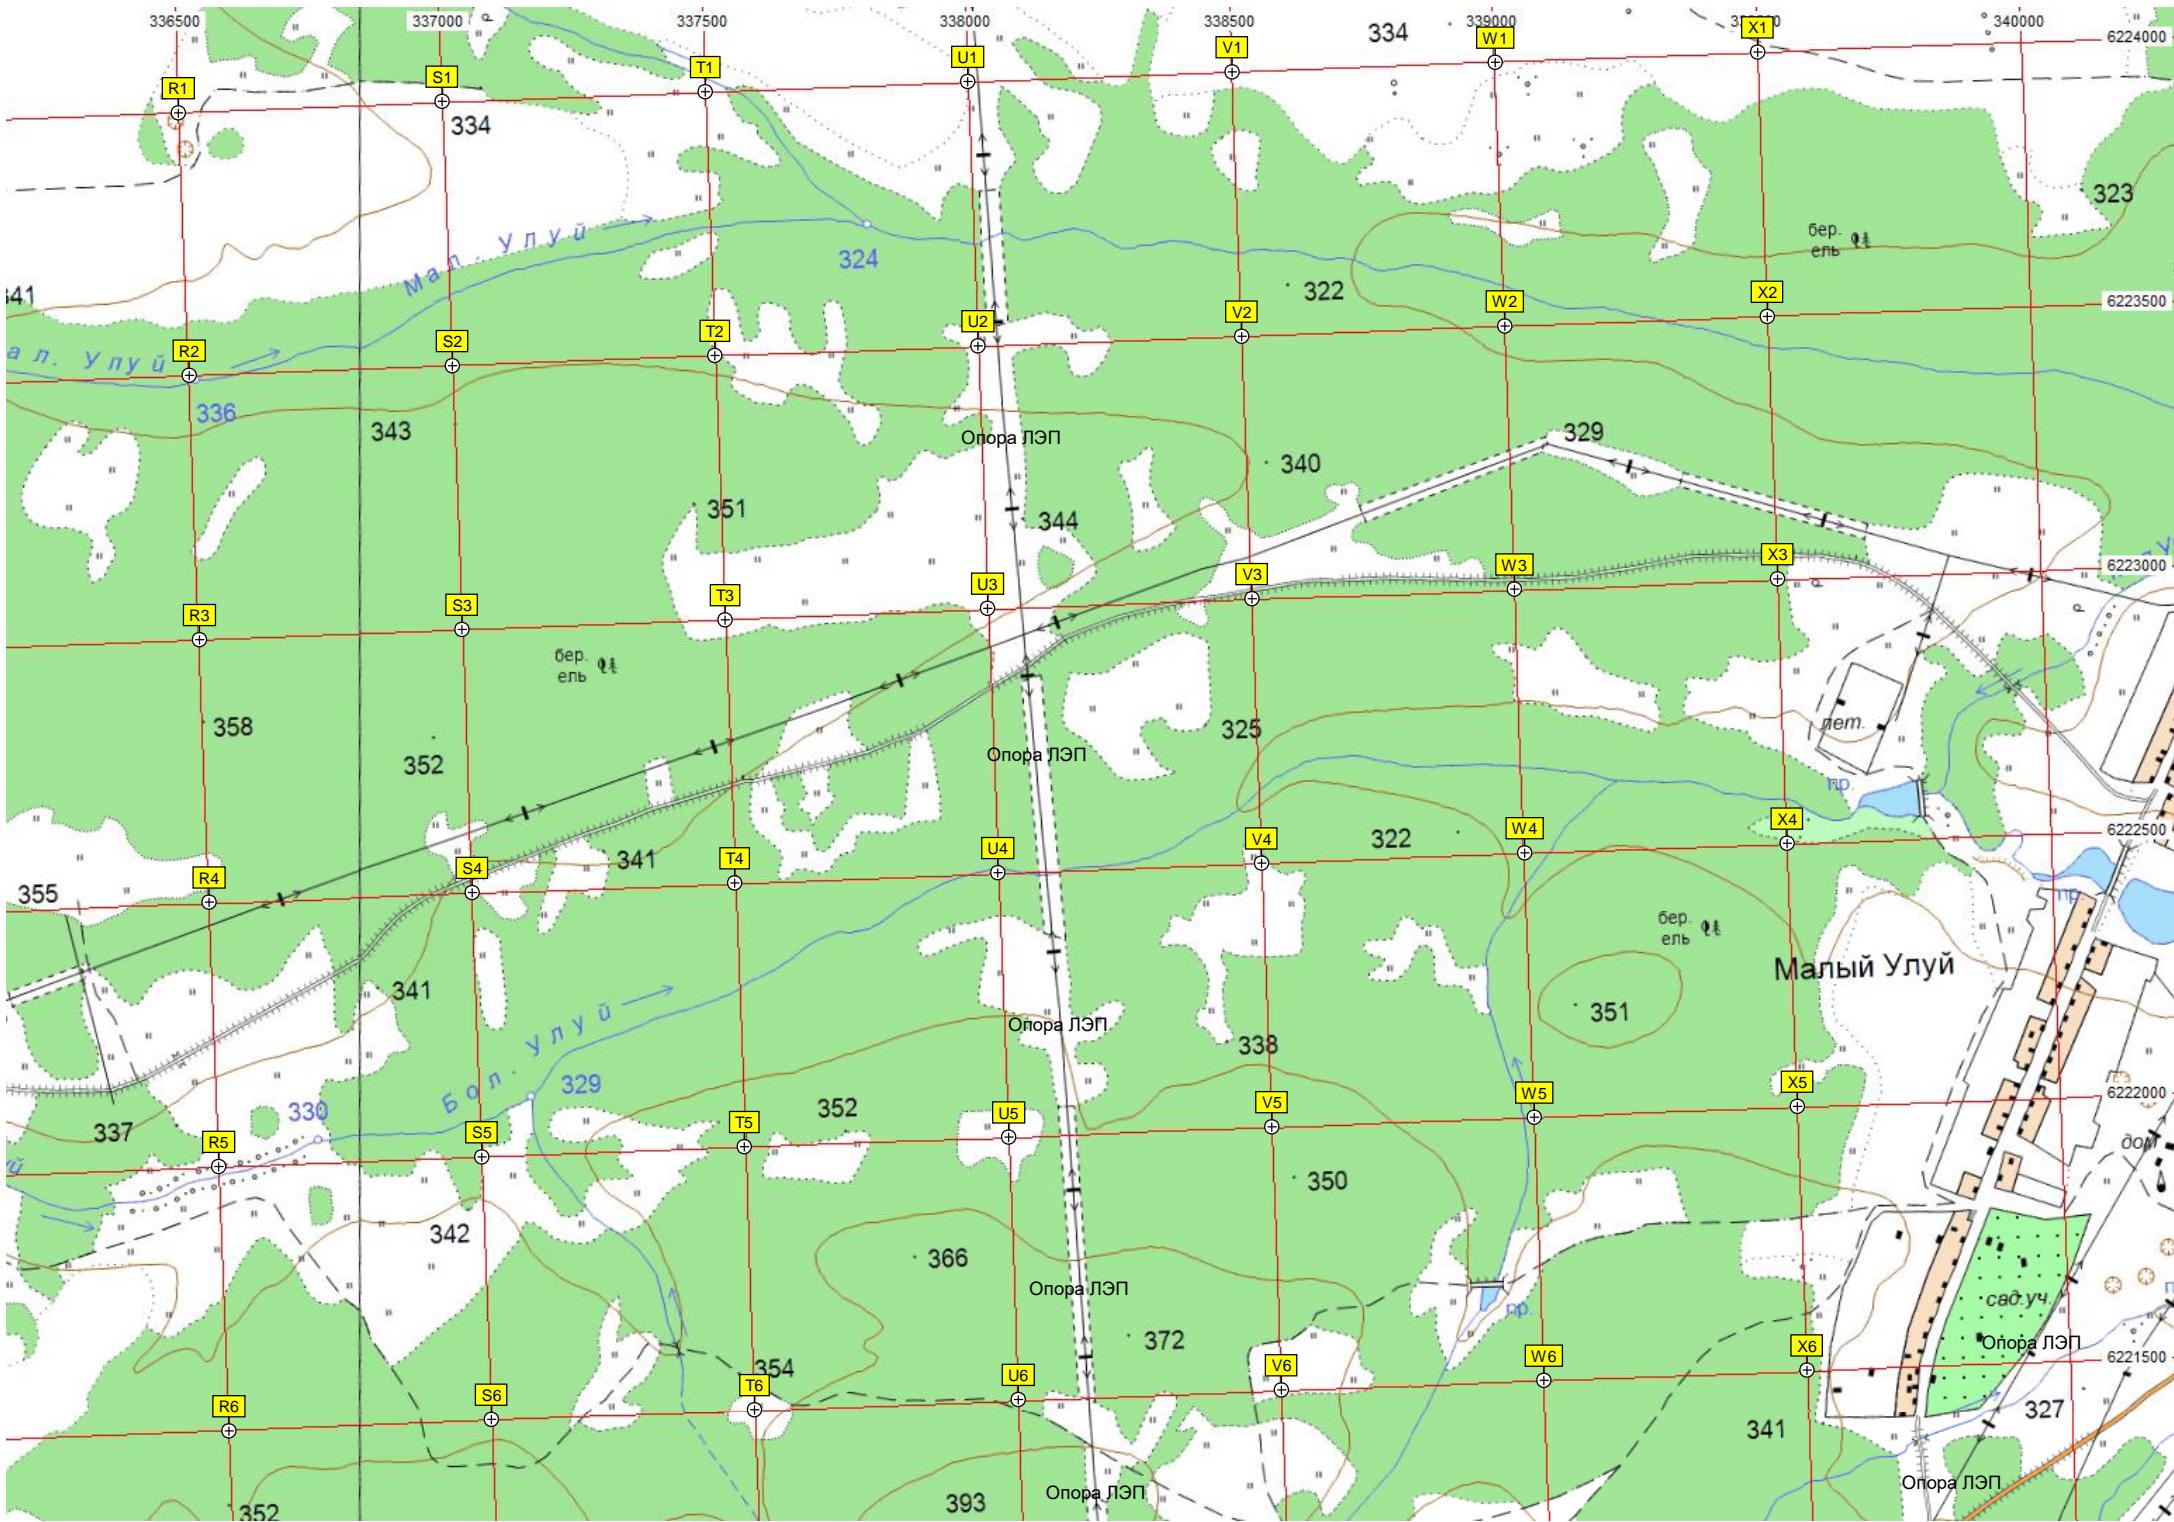 336500 337000 337500 338000 338500 339000 340000
334
6224000
R1 S1 T1 U1 V1 W1 X1
334
323
Мал. Улуй
324
бер.
ель
341
322
6223500
R2 S2 T2 U2 V2 W2 X2
ал. Улуй
336
343
Опора ЛЭП
329
340
351
344
6223000
R3 S3 T3 U3 V3 W3 X3
бер.
ель
358
352
325
лет.
Опора ЛЭП
пр.
6222500
R4 S4 T4 U4 V4 W4 X4
341
322
355
пр.
бер.
ель
Малый Улуй
341
351
Бол. Улуй
Опора ЛЭП
338
329
330
352
337
6222000
R5 S5 T5 U5 V5 W5 X5
дом
й
350
342
366
Опора ЛЭП
сад.уч.
пр.
372
Опора ЛЭП
354
6221500
R6 S6 T6 U6 V6 W6 X6
327
341
Опора ЛЭП
393
Опора ЛЭП
352